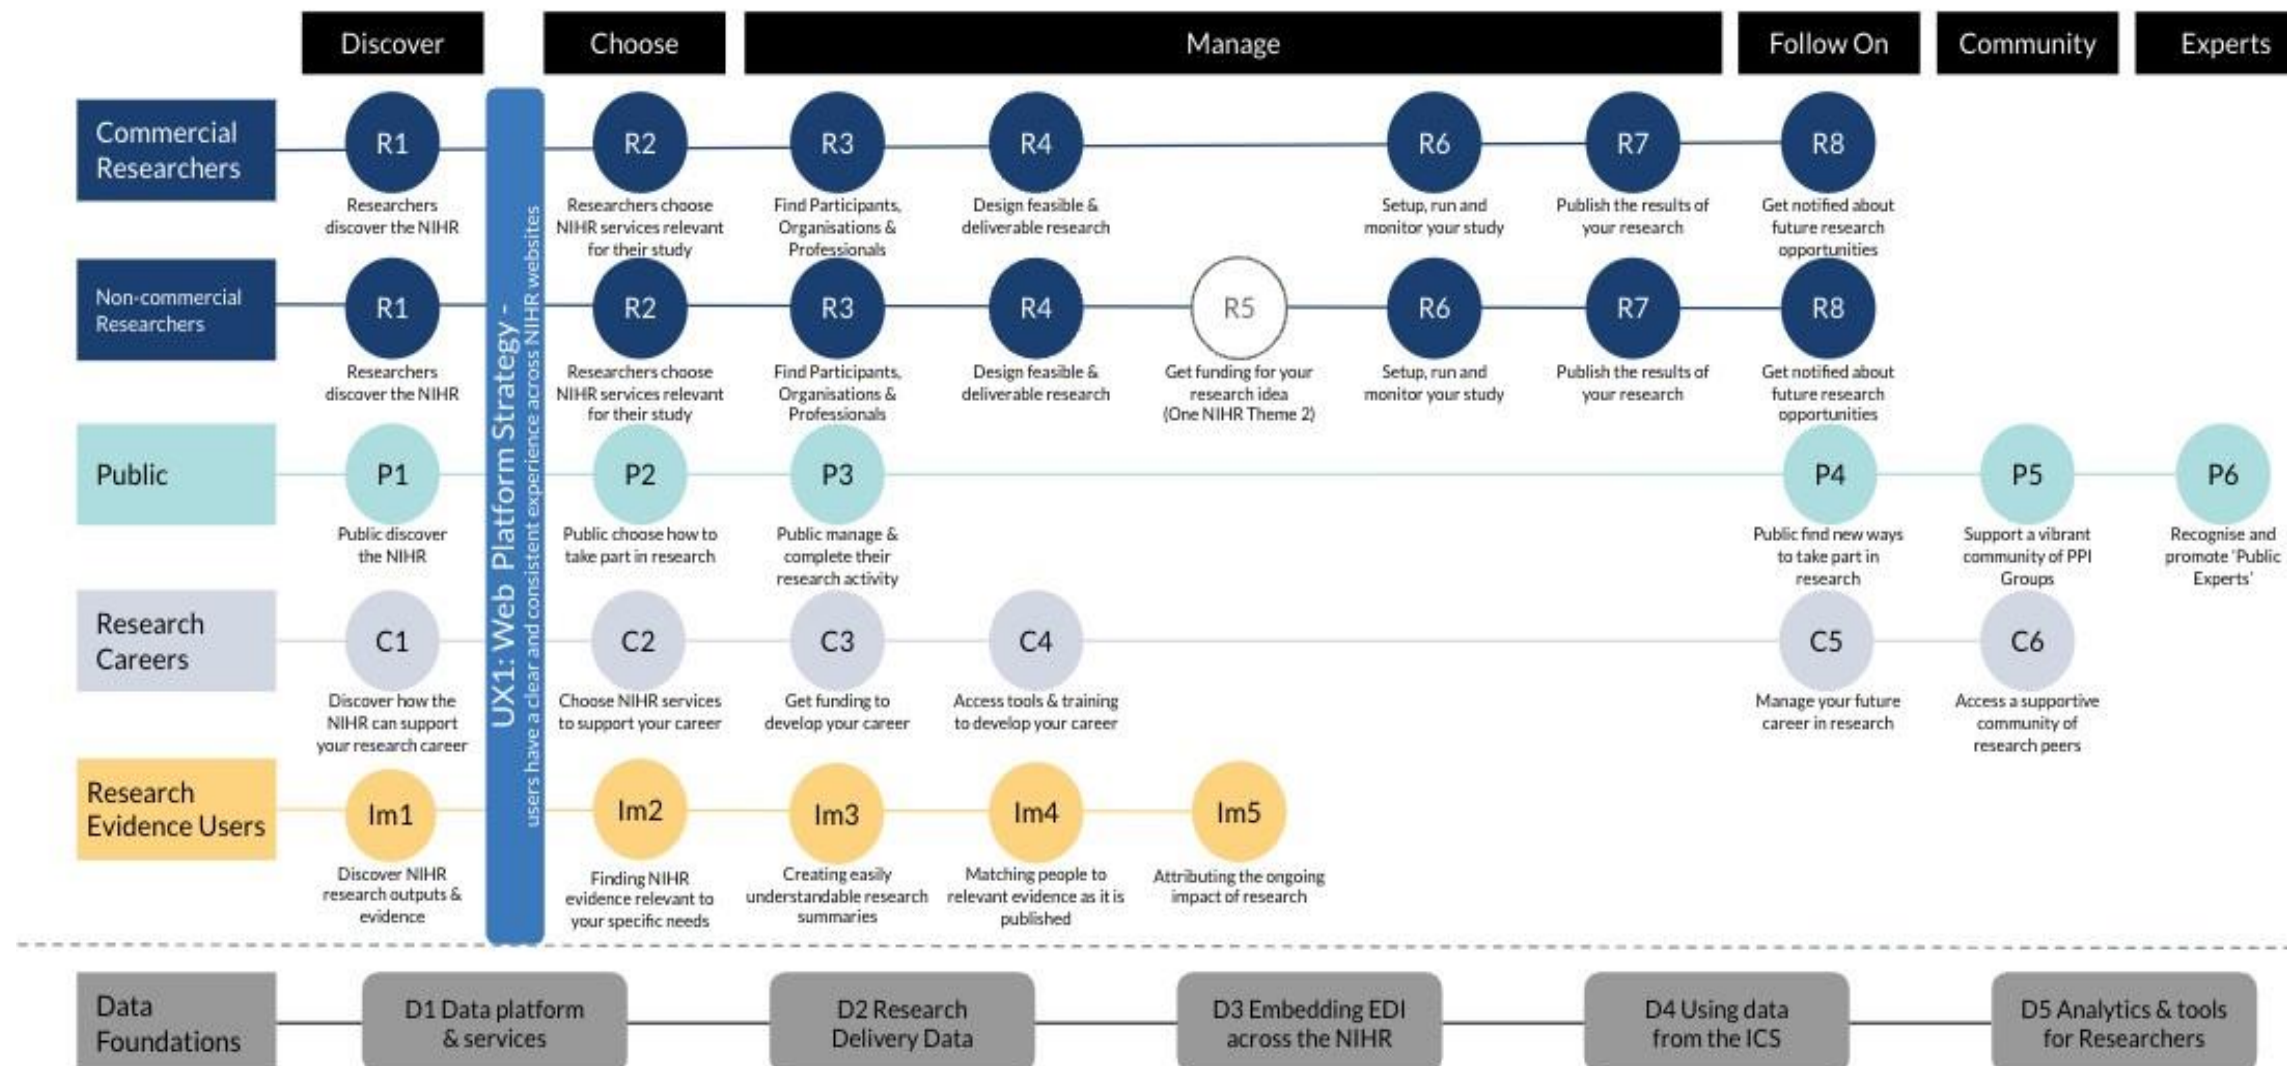 Discover
Choose
Manage
Follow On
Community
Experts
Commercial
Researchers
R1
R2
R3
R4
R6
R7
R8
Researchers
discover the NIHR
Researchers choose
NIHR services relevant
for their study
Find Participants,
Organisations &
Professionals
Design feasible &
deliverable research
Setup, run and
monitor your study
Publish the results of
your research
Get notified about
future research
opportunities
UX1: Web Platform Strategy -
users have a clear and consistent experience across NIHR websites
Non-commercial
Researchers
R1
R2
R3
R4
R5
R6
R7
R8
Researchers
discover the NIHR
Researchers choose
NIHR services relevant
for their study
Find Participants,
Organisations &
Professionals
Design feasible &
deliverable research
Get funding for your
research idea
(One NIHR Theme 2)
Setup, run and
monitor your study
Publish the results of
your research
Get notified about
future research
opportunities
Public
P1
P2
P3
P4
P5
P6
Public discover
the NIHR
Public choose how to
take part in research
Public manage &
complete their
research activity
Public find new ways
to take part in
research
Support a vibrant
community of PPI
Groups
Recognise and
promote 'Public
Experts'
Research
Careers
C1
C2
C3
C4
C5
C6
Discover how the
NIHR can support
your research career
Choose NIHR services
to support your career
Get funding to
develop your career
Access tools & training
to develop your career
Manage your future
career in research
Access a supportive
community of
research peers
Research
Evidence Users
Im1
Im2
Im3
Im4
Im5
Discover NIHR
research outputs &
evidence
Finding NIHR
evidence relevant to
your specific needs
Creating easily
understandable research
summaries
Matching people to
relevant evidence as it is
published
Attributing the ongoing
impact of research
Data
Foundations
D1 Data platform
& services
D2 Research
Delivery Data
D3 Embedding EDI
across the NIHR
D4 Using data
from the ICS
D5 Analytics & tools
for Researchers